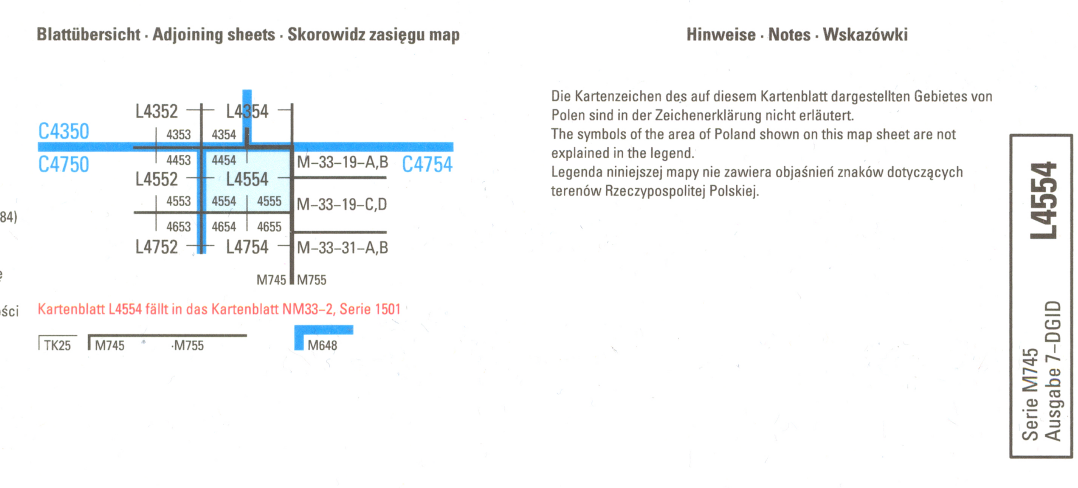 Blattübersicht · Adjoining sheets · Skorowidz zasięgu map
L4352 L4354
C4350 4353 4354
C4750 4453 4454 M–33–19–A,B C4754
L4552 L4554
4553 4554 4555 M–33–19–C,D
4653 4654 4655
L4752 L4754 M–33–31–A,B
M745 M755
84)
ości
Kartenblatt L4554 fällt in das Kartenblatt NM33–2, Serie 1501
TK25 M745 ·M755 M648
Hinweise · Notes · Wskazówki
Die Kartenzeichen des auf diesem Kartenblatt dargestellten Gebietes von
Polen sind in der Zeichenerklärung nicht erläutert.
The symbols of the area of Poland shown on this map sheet are not
explained in the legend.
Legenda niniejszej mapy nie zawiera objaśnień znaków dotyczących
terenów Rzeczypospolitej Polskiej.
L4554
Serie M745
Ausgabe 7–DGID